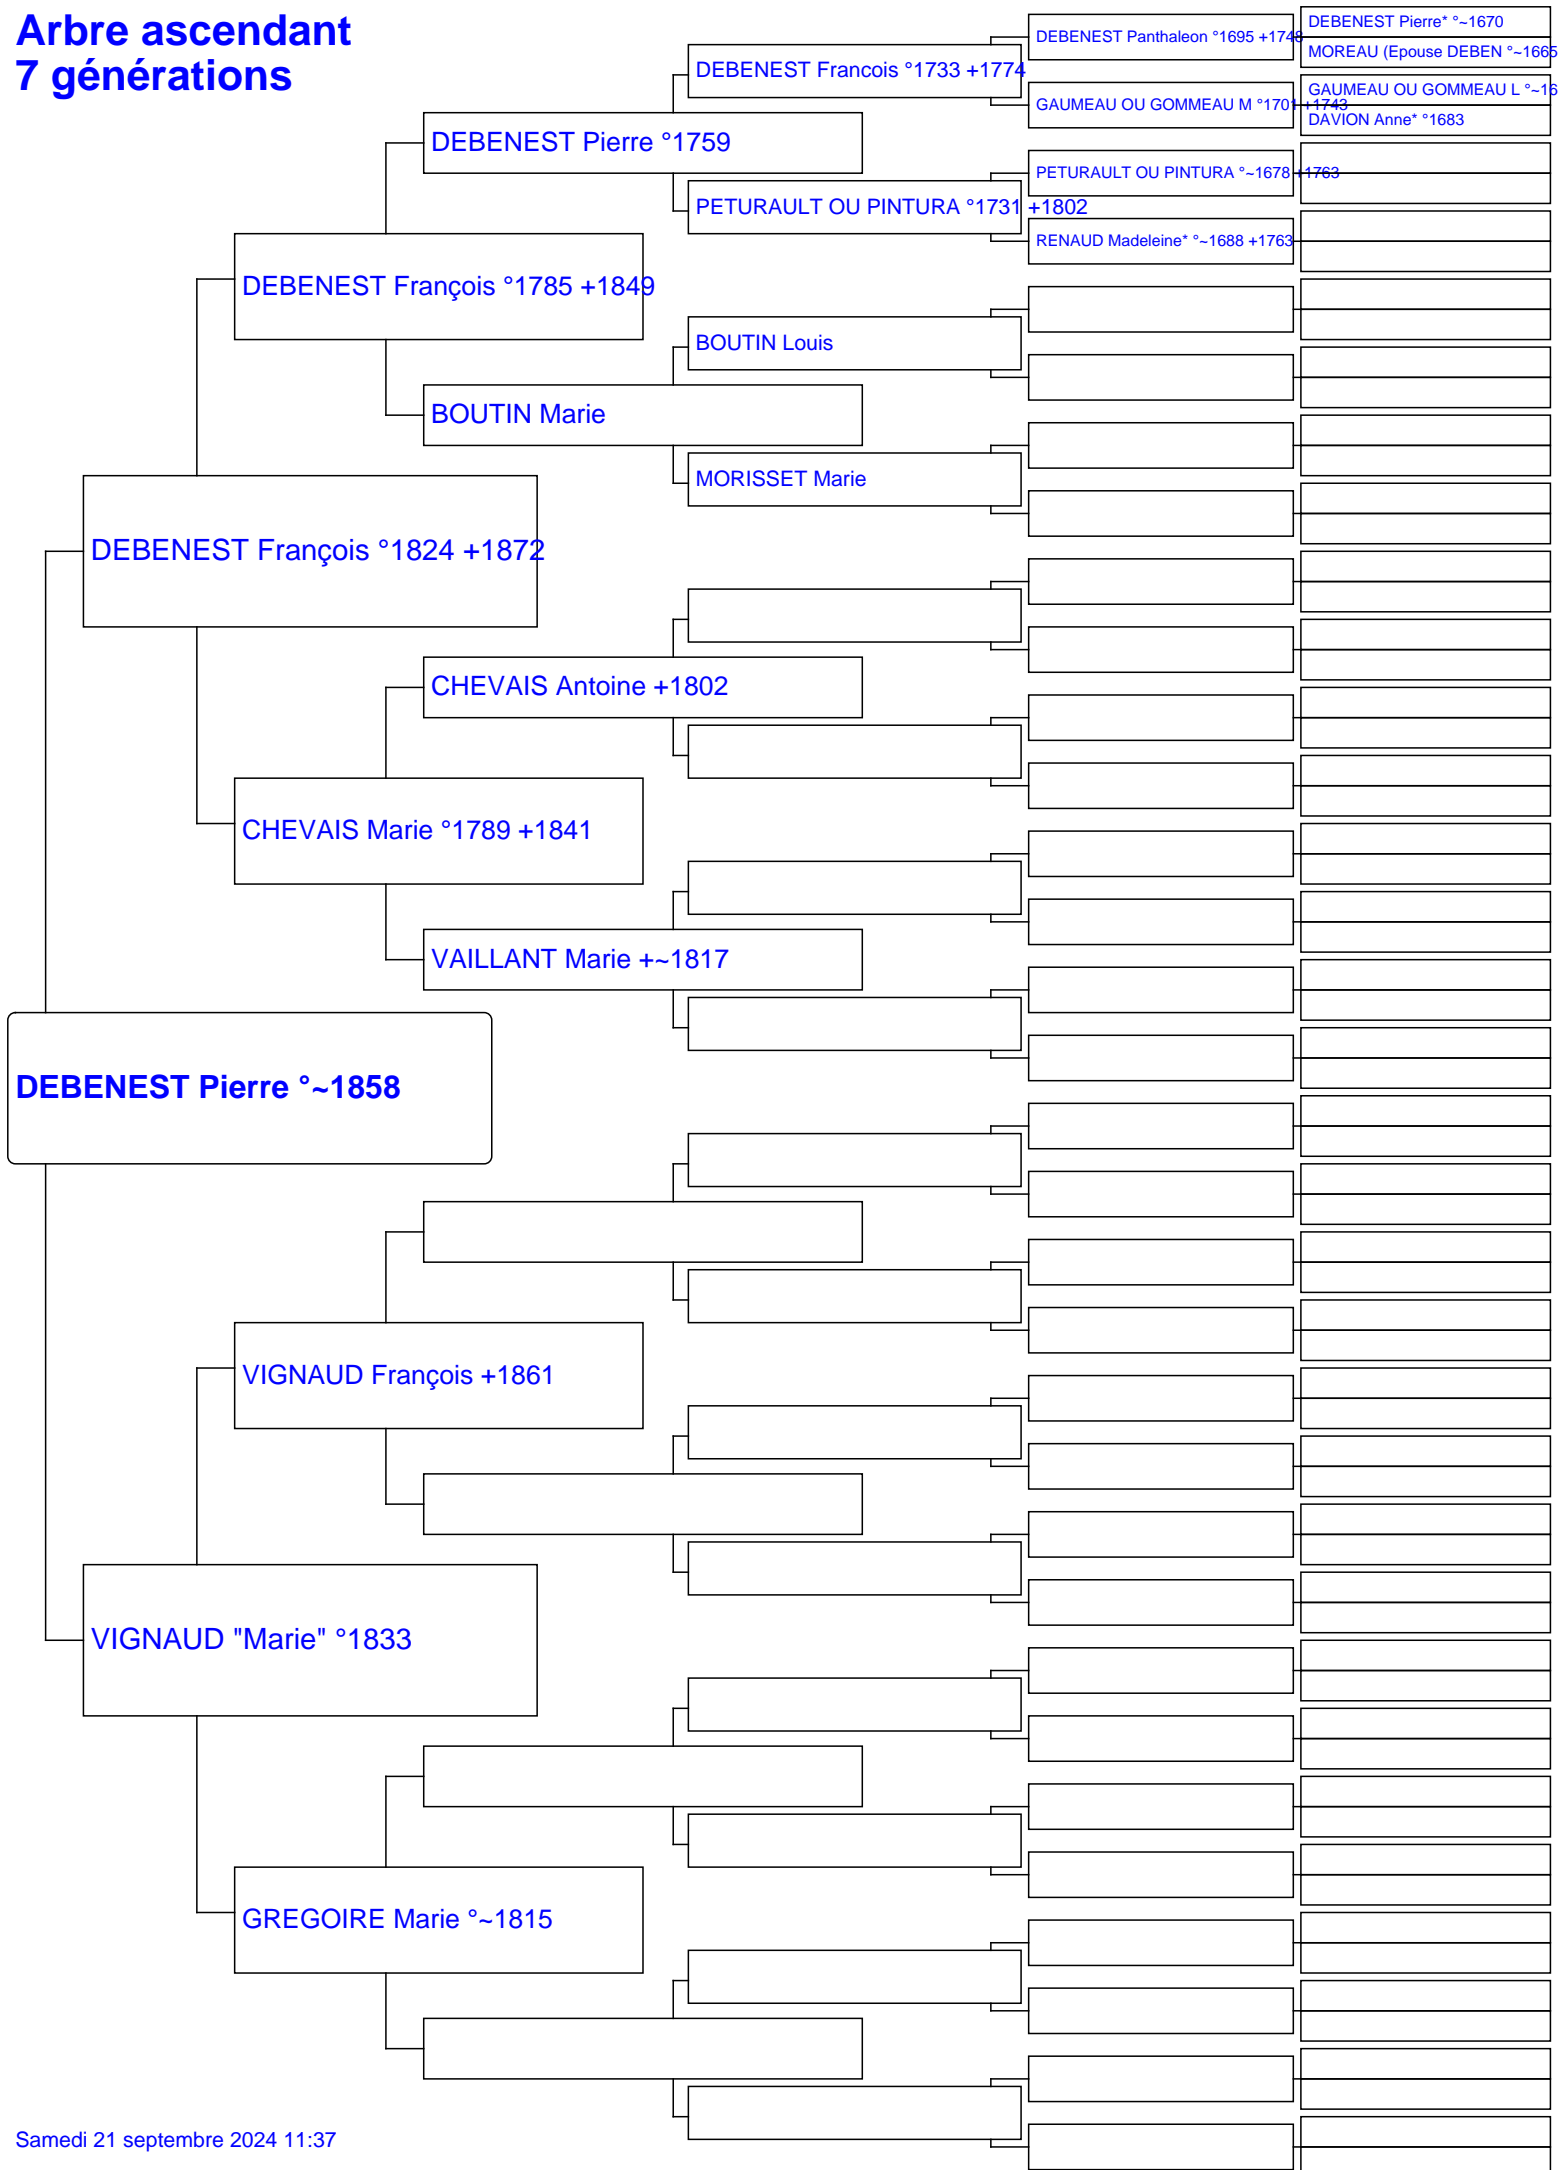 Arbre ascendant
7 générations
DEBENEST Pierre* °~1670
MOREAU (Epouse DEBEN °~1665
DEBENEST Panthaleon °1695 +1748
GAUMEAU OU GOMMEAU L °~16
DAVION Anne* °1683
GAUMEAU OU GOMMEAU M °1701 +1743
DEBENEST Francois °1733 +1774
DEBENEST Pierre °1759
PETURAULT OU PINTURA °~1678 +1763
PETURAULT OU PINTURA °1731 +1802
RENAUD Madeleine* °~1688 +1763
DEBENEST François °1785 +1849
BOUTIN Louis
BOUTIN Marie
MORISSET Marie
DEBENEST François °1824 +1872
CHEVAIS Antoine +1802
CHEVAIS Marie °1789 +1841
VAILLANT Marie +~1817
DEBENEST Pierre °~1858
VIGNAUD François +1861
VIGNAUD "Marie" °1833
GREGOIRE Marie °~1815
Samedi 21 septembre 2024 11:37